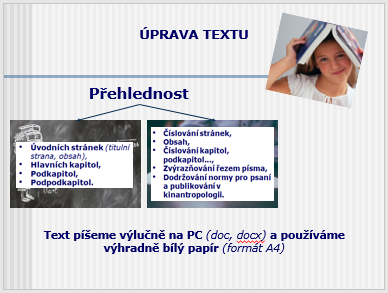 ÚPRAVA TEXTU
Přehlednost
• Úvodních stránek (titulní
strana, obsah),
• Hlavních kapitol,
• Podkapitol,
• Podpodkapitol.
• Číslování stránek,
• Obsah,
• Číslování kapitol,
podkapitol…,
• Zvýrazňování řezem písma,
• Dodržování normy pro psaní
a publikování v
kinantropologii.
Text píšeme výlučně na PC (doc, docx) a používáme
výhradně bílý papír (formát A4)